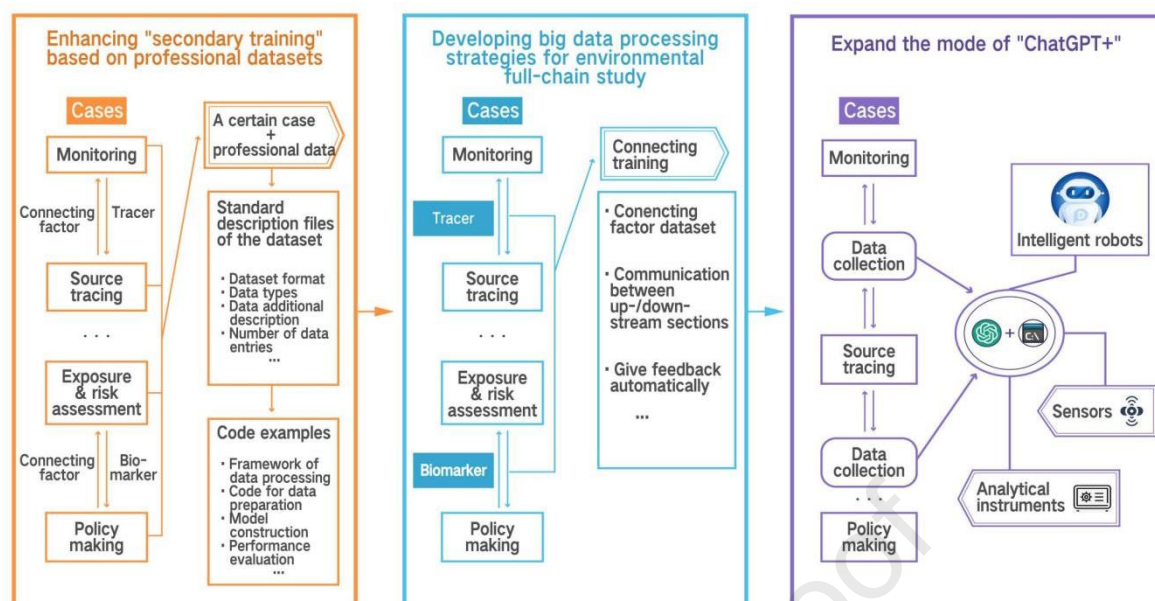 Enhancing "secondary training"
based on professional datasets
Cases
Monitoring
Connecting
factor
Tracer
Source
tracing
. . .
Exposure
& risk
assessment
Connecting
factor
Bio-
marker
Policy
making
A certain case
+
professional data
Standard
description files
of the dataset
· Dataset format
· Data types
· Data additional
description
· Number of data
entries
...
Code examples
· Framework of
data processing
· Code for data
preparation
· Model
construction
· Performance
evaluation
...
Developing big data processing
strategies for environmental
full-chain study
Cases
Monitoring
Tracer
Source
tracing
. . .
Exposure
& risk
assessment
Biomarker
Policy
making
Connecting
training
· Conencting
factor dataset
· Communication
between
up-/down-
stream sections
· Give feedback
automatically
...
Expand the mode of "ChatGPT+"
Cases
Monitoring
Data
collection
Source
tracing
Data
collection
. . .
Policy
making
Intelligent robots
+
Sensors
Analytical
instruments
oof